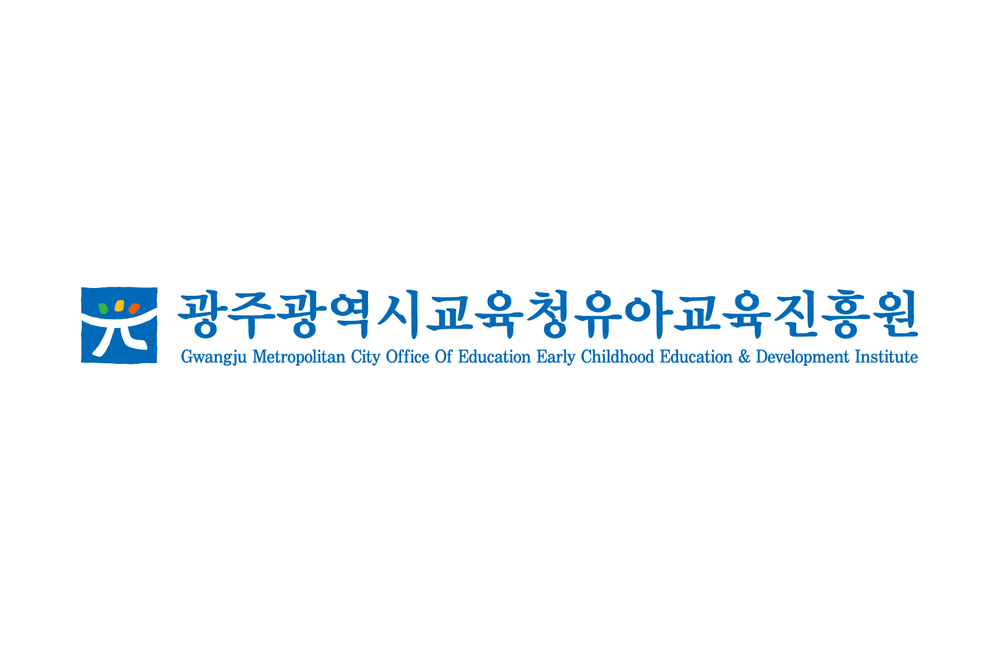 광주광역시교육청유아교육진흥원
Gwangju Metropolitan City Office Of Education Early Childhood Education & Development Institute